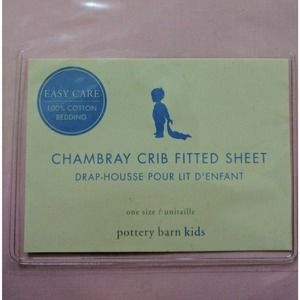 EASY CARE
100% COTTON
BEDDING
CHAMBRAY CRIB FITTED SHEET
DRAP-HOUSSE POUR LIT D'ENFANT
one size / unitaille
pottery barn kids